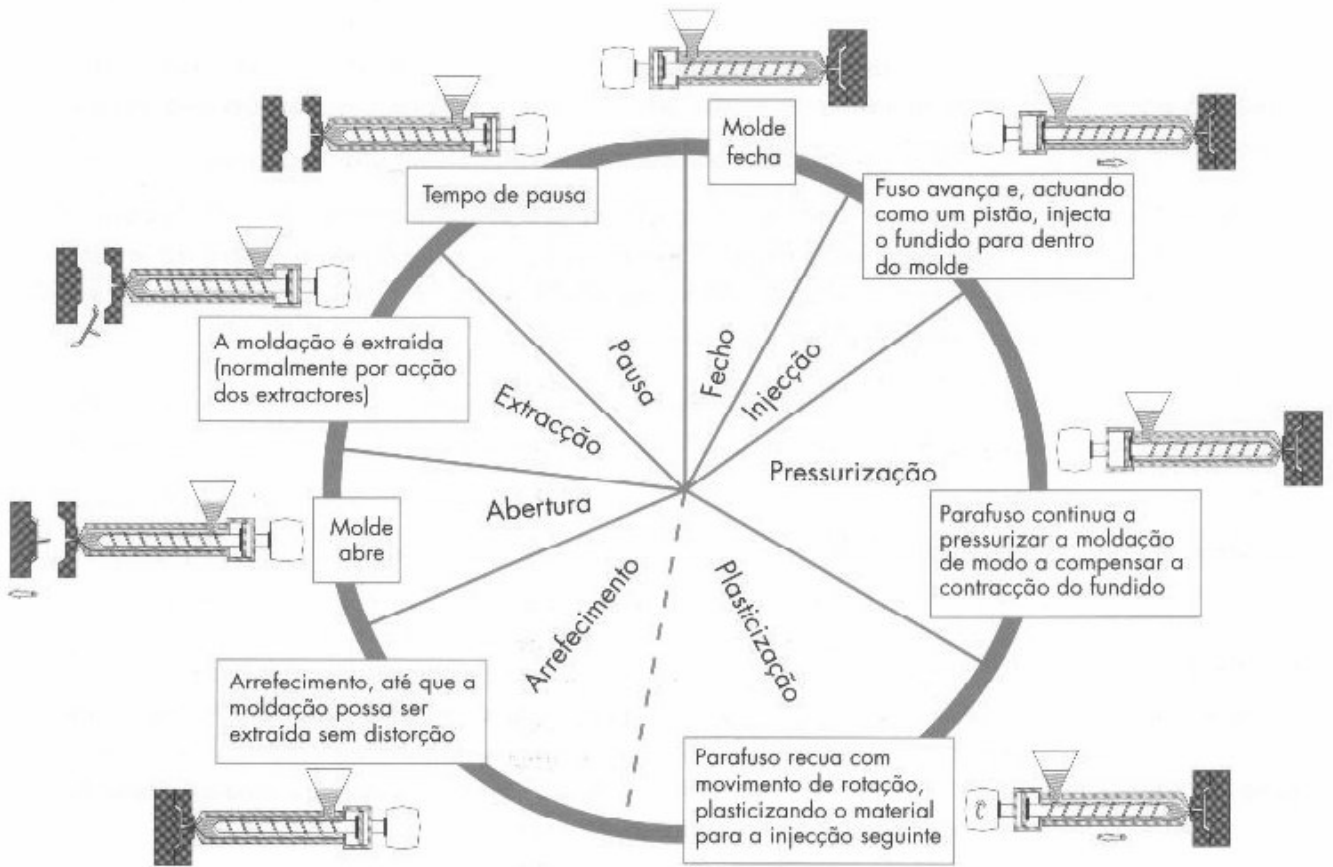 Molde
fecha
Fuso avança e, actuando
como um pistão, injecta
o fundido para dentro
do molde
Parafuso continua a
pressurizar a moldação
de modo a compensar a
contracção do fundido
Parafuso recua com
movimento de rotação,
plasticizando o material
para a injecção seguinte
Arrefecimento, até que a
moldação possa ser
extraída sem distorção
Molde
abre
A moldação é extraída
(normalmente por acção
dos extractores)
Tempo de pausa
Fecho
Injecção
Pressurização
Plasticização
Arrefecimento
Abertura
Extracção
Pausa